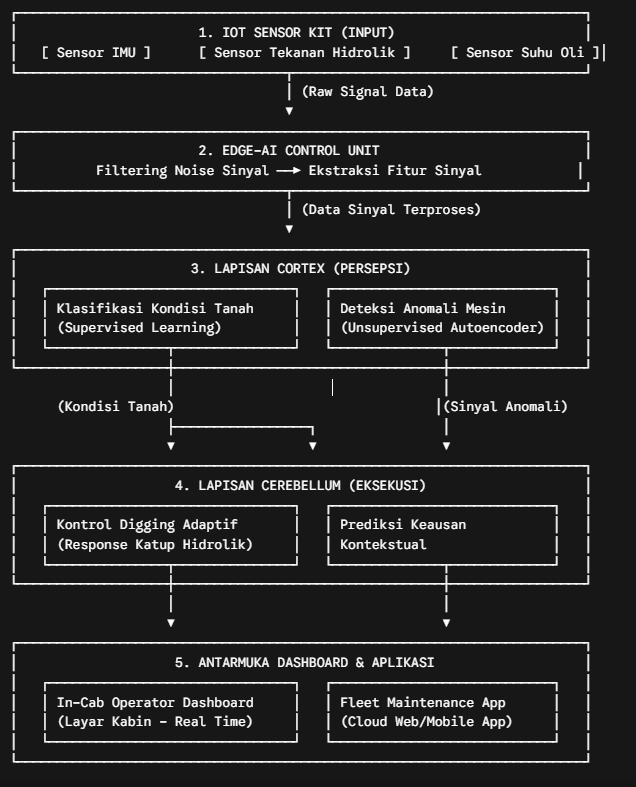 1. IOT SENSOR KIT (INPUT)
[ Sensor IMU ] [ Sensor Tekanan Hidrolik ] [ Sensor Suhu Oli ]
(Raw Signal Data)
2. EDGE-AI CONTROL UNIT
Filtering Noise Sinyal ──► Ekstraksi Fitur Sinyal
(Data Sinyal Terproses)
3. LAPISAN CORTEX (PERSEPSI)
Klasifikasi Kondisi Tanah
(Supervised Learning)
Deteksi Anomali Mesin
(Unsupervised Autoencoder)
(Kondisi Tanah)
(Sinyal Anomali)
4. LAPISAN CEREBELLUM (EKSEKUSI)
Kontrol Digging Adaptif
(Response Katup Hidrolik)
Prediksi Keausan
Kontekstual
5. ANTARMUKA DASHBOARD & APLIKASI
In-Cab Operator Dashboard
(Layar Kabin - Real Time)
Fleet Maintenance App
(Cloud Web/Mobile App)